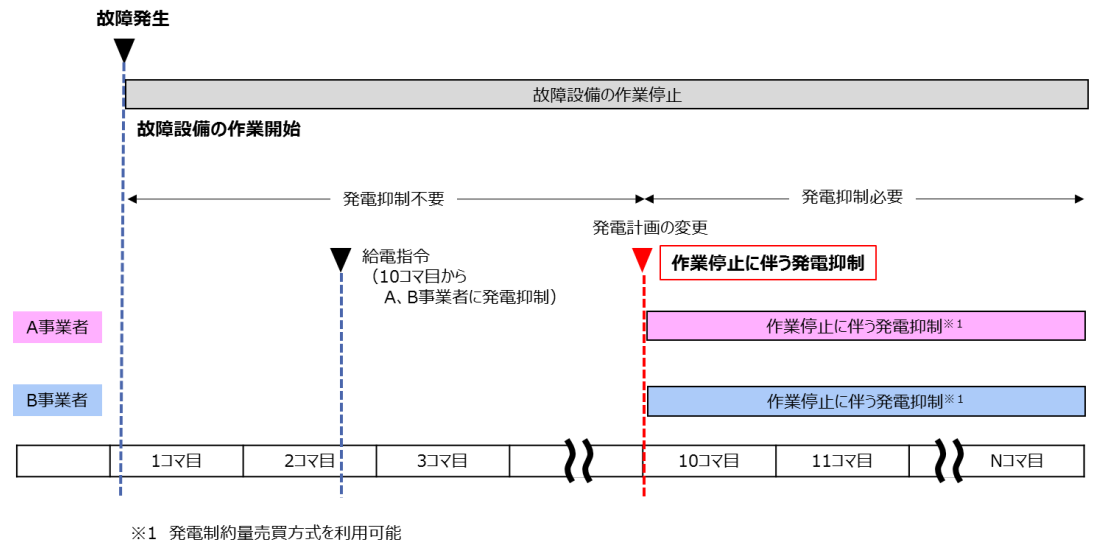 故障発生
故障設備の作業停止
故障設備の作業開始
発電抑制不要
発電抑制必要
発電計画の変更
給電指令
（10コマ目から
A、B事業者に発電抑制）
作業停止に伴う発電抑制
A事業者
作業停止に伴う発電抑制※1
B事業者
作業停止に伴う発電抑制※1
1コマ目 2コマ目 3コマ目 10コマ目 11コマ目 Nコマ目
※1 発電制約量売買方式を利用可能